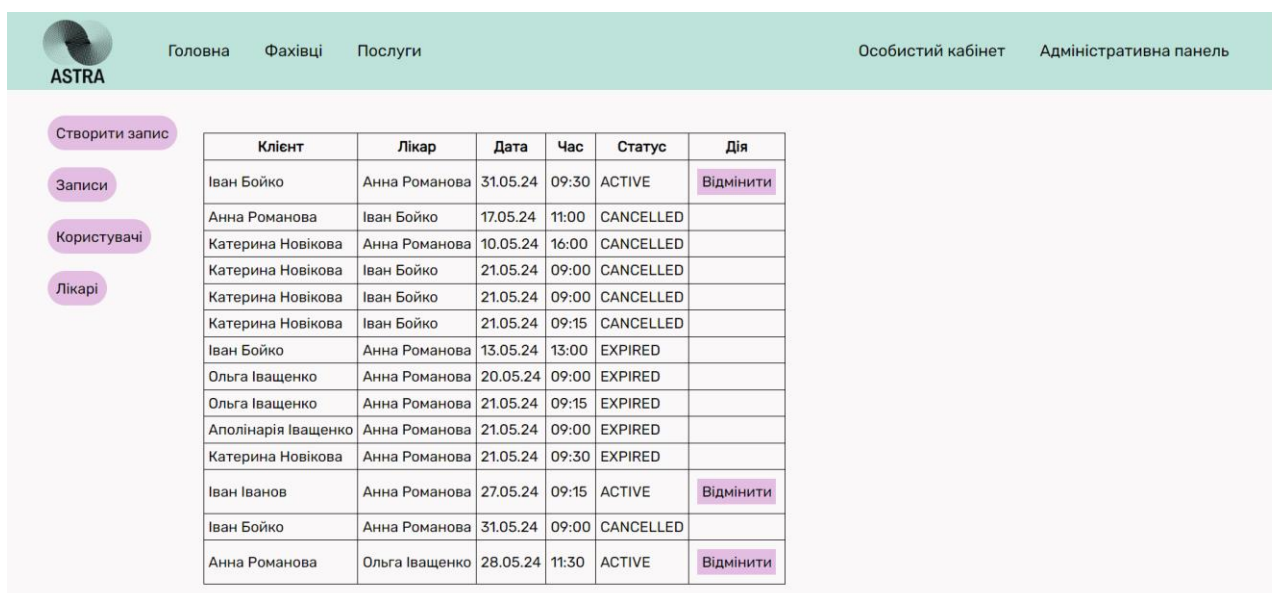 ASTRA
Головна Фахівці Послуги Особистий кабінет Адміністративна панель
Створити запис
Записи
Користувачі
Лікарі
Клієнт Лікар Дата Час Статус Дія
Іван Бойко Анна Романова 31.05.24 09:30 ACTIVE Відмінити
Анна Романова Іван Бойко 17.05.24 11:00 CANCELLED
Катерина Новікова Анна Романова 10.05.24 16:00 CANCELLED
Катерина Новікова Іван Бойко 21.05.24 09:00 CANCELLED
Катерина Новікова Іван Бойко 21.05.24 09:00 CANCELLED
Катерина Новікова Іван Бойко 21.05.24 09:15 CANCELLED
Іван Бойко Анна Романова 13.05.24 13:00 EXPIRED
Ольга Іващенко Анна Романова 20.05.24 09:00 EXPIRED
Ольга Іващенко Анна Романова 21.05.24 09:15 EXPIRED
Аполінарія Іващенко Анна Романова 21.05.24 09:00 EXPIRED
Катерина Новікова Анна Романова 21.05.24 09:30 EXPIRED
Іван Іванов Анна Романова 27.05.24 09:15 ACTIVE Відмінити
Іван Бойко Анна Романова 31.05.24 09:00 CANCELLED
Анна Романова Ольга Іващенко 28.05.24 11:30 ACTIVE Відмінити